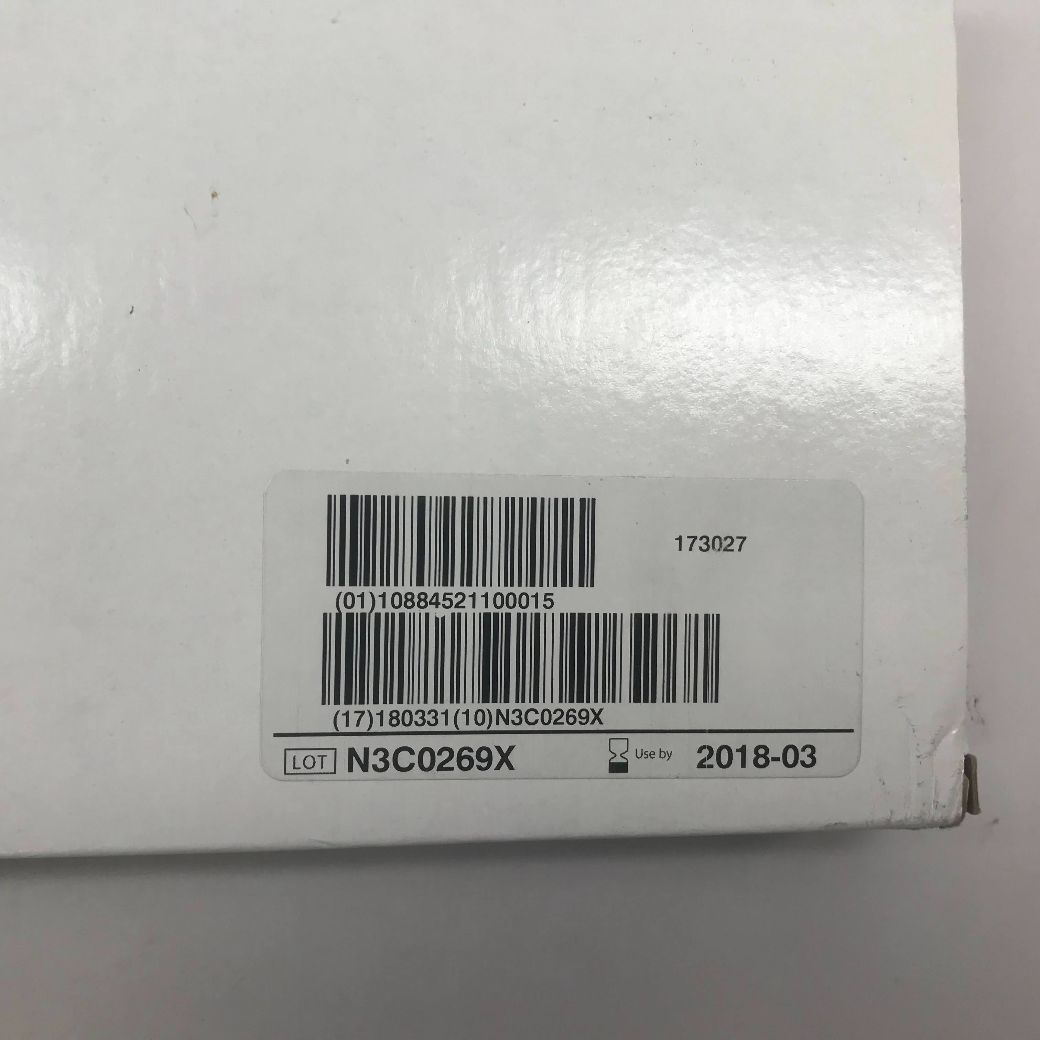 173027
(01)10884521100015
(17)180331(10)N3C0269X
LOT N3C0269X Use by 2018-03